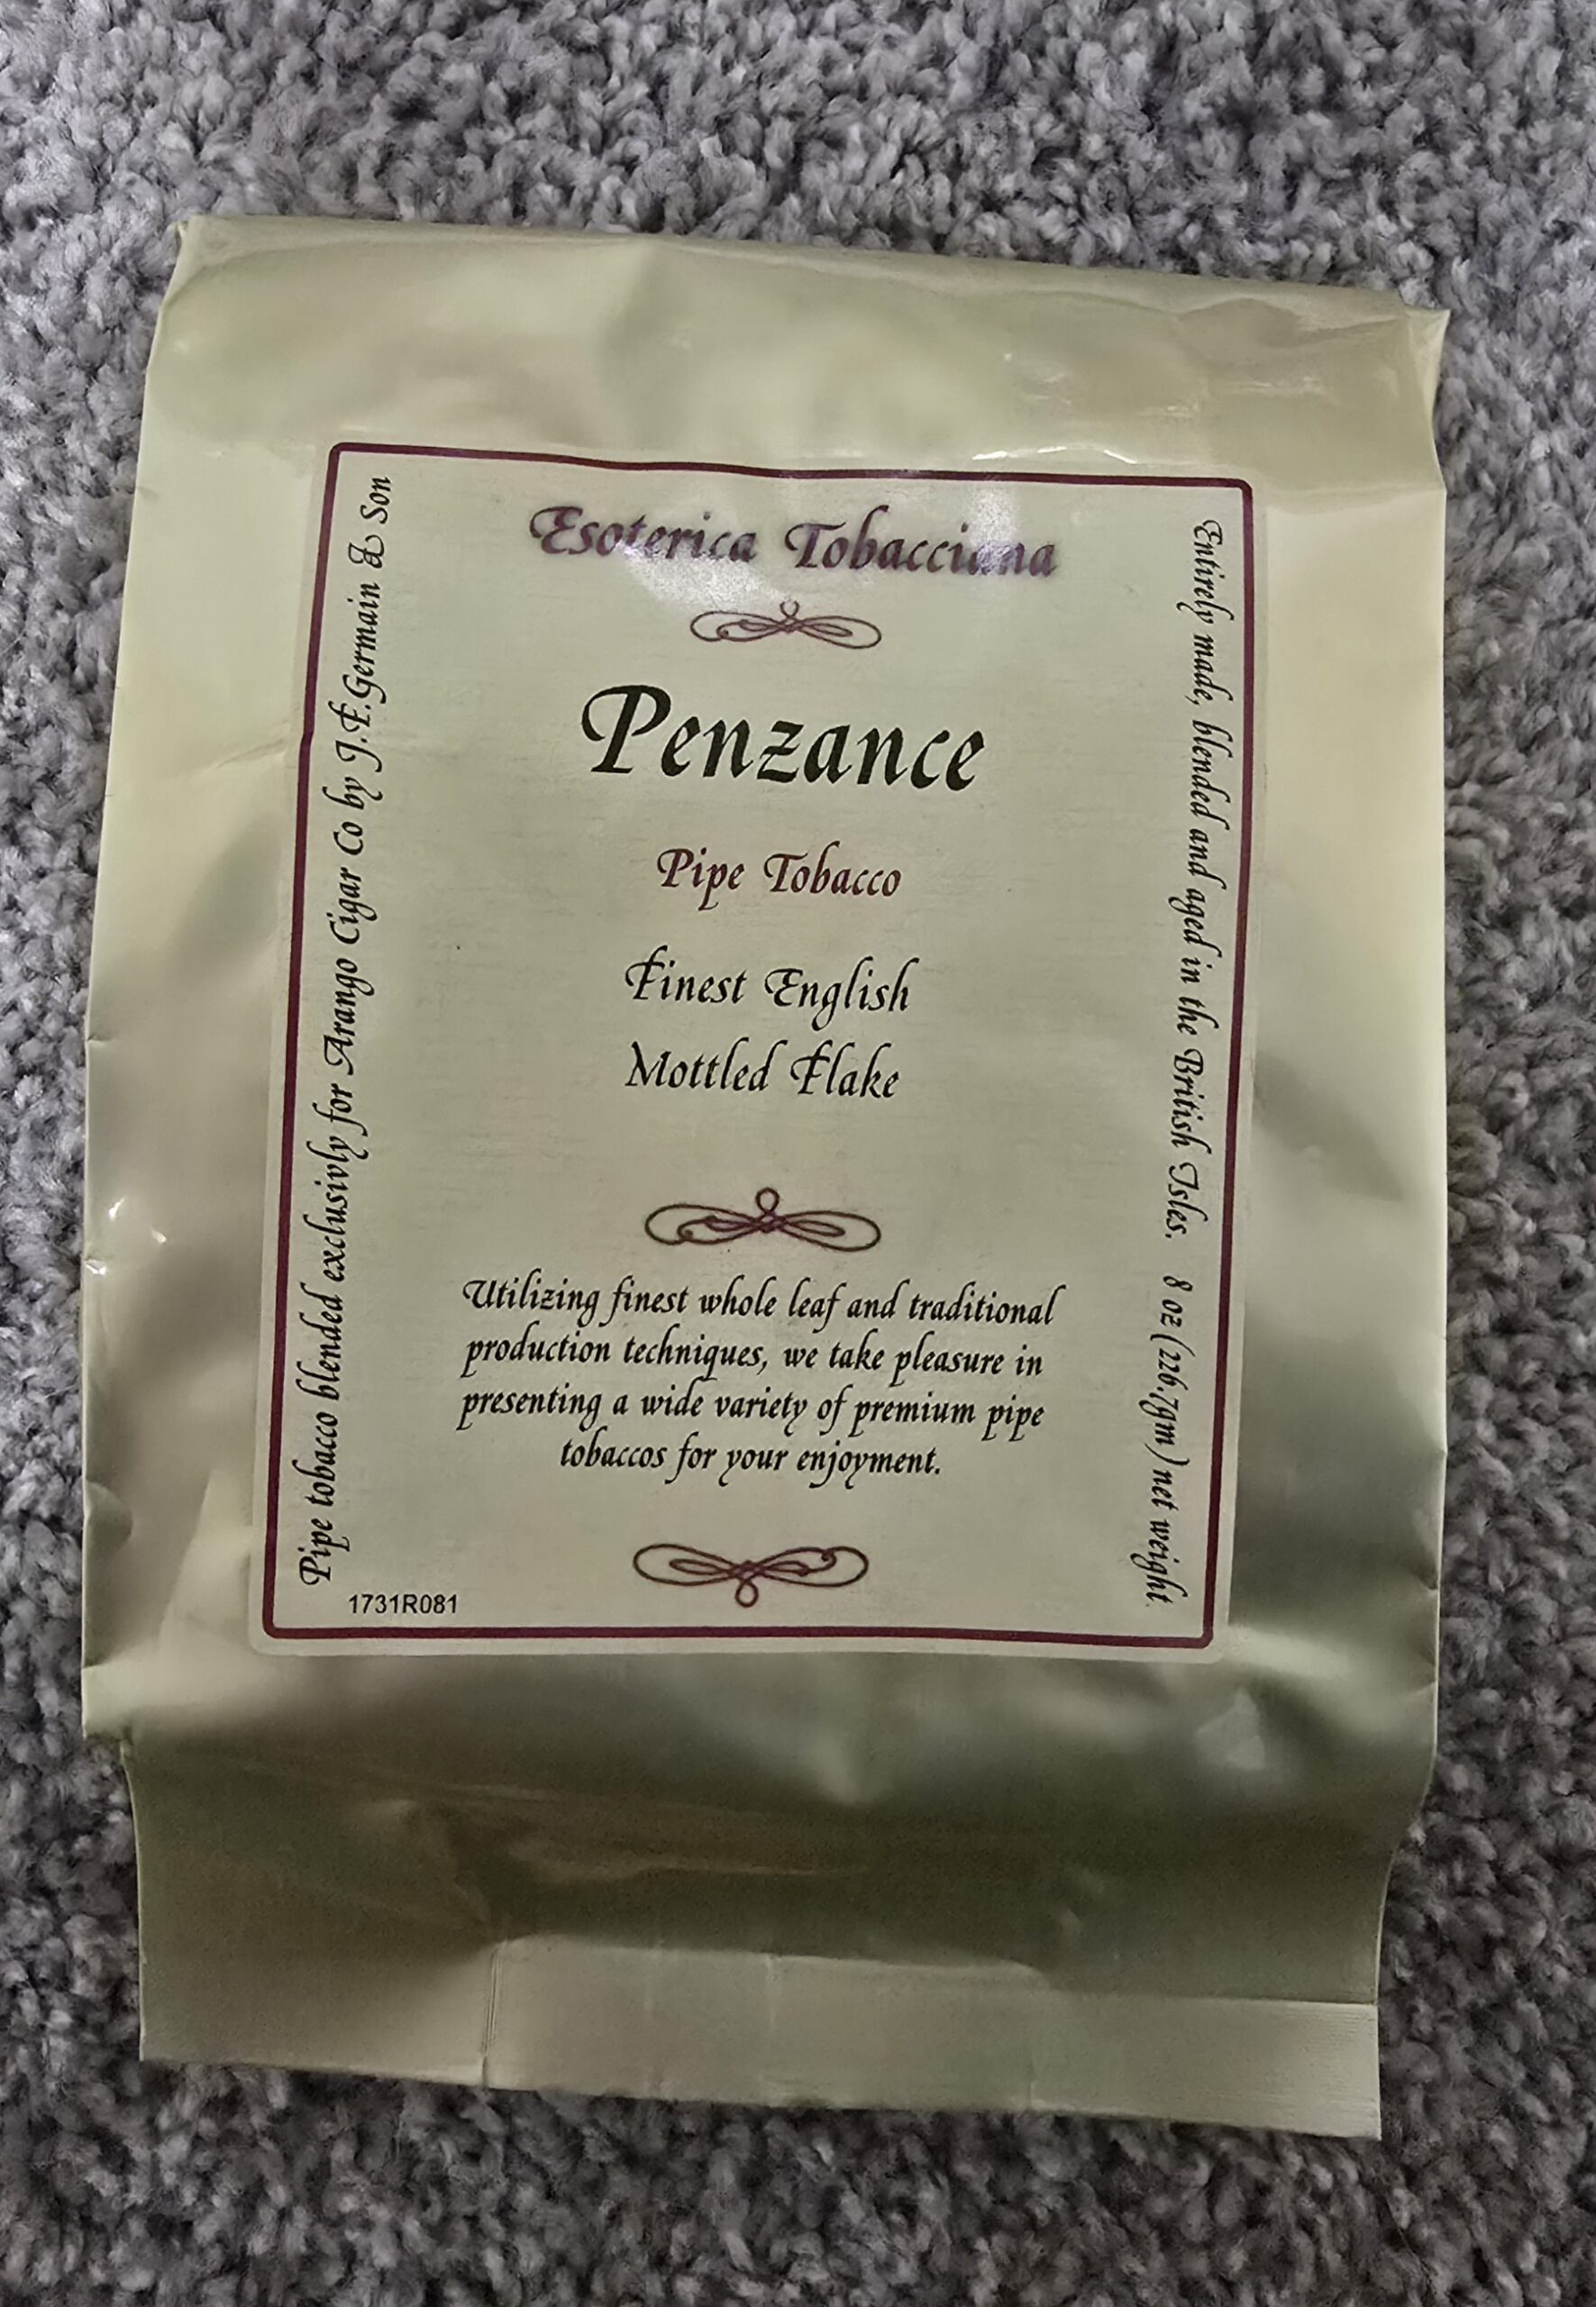 Esoterica Tobacciana
Penzance
Pipe Tobacco
Finest English
Mottled Flake
Utilizing finest whole leaf and traditional
production techniques, we take pleasure in
presenting a wide variety of premium pipe
tobaccos for your enjoyment.
Pipe tobacco blended exclusivly for Arango Cigar Co by J.F.Germain & Son
Entirely made, blended and aged in the British Isles. 8 oz (226.7gm) net weight
1731R081